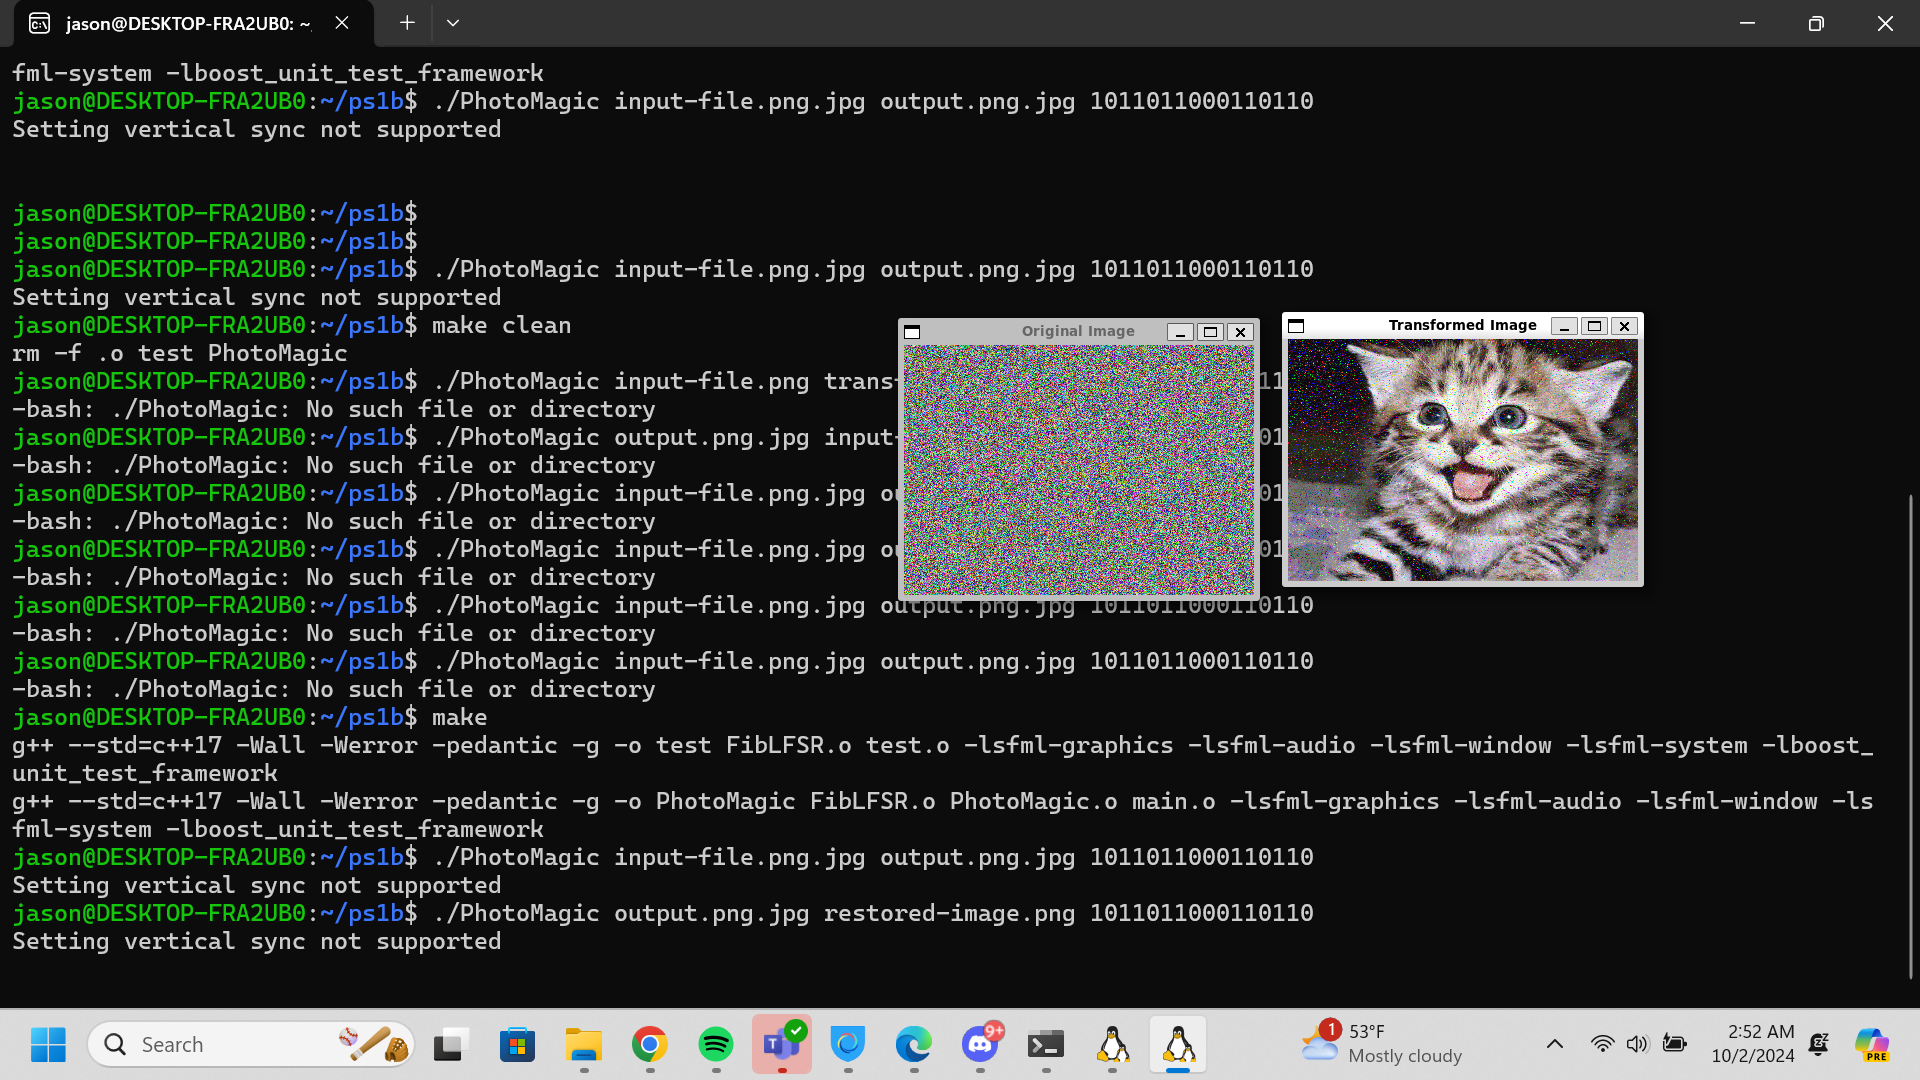 jason@DESKTOP-FRA2UB0: ~
fml-system -lboost_unit_test_framework
jason@DESKTOP-FRA2UB0:~/ps1b$ ./PhotoMagic input-file.png.jpg output.png.jpg 1011011000110110
Setting vertical sync not supported
jason@DESKTOP-FRA2UB0:~/ps1b$
jason@DESKTOP-FRA2UB0:~/ps1b$
jason@DESKTOP-FRA2UB0:~/ps1b$ ./PhotoMagic input-file.png.jpg output.png.jpg 1011011000110110
Setting vertical sync not supported
jason@DESKTOP-FRA2UB0:~/ps1b$ make clean
Original Image
Transformed Image
rm -f .o test PhotoMagic
jason@DESKTOP-FRA2UB0:~/ps1b$ ./PhotoMagic input-file.png
-bash: ./PhotoMagic: No such file or directory
jason@DESKTOP-FRA2UB0:~/ps1b$ ./PhotoMagic output.png.jpg
-bash: ./PhotoMagic: No such file or directory
jason@DESKTOP-FRA2UB0:~/ps1b$ ./PhotoMagic input-file.png.jpg
-bash: ./PhotoMagic: No such file or directory
jason@DESKTOP-FRA2UB0:~/ps1b$ ./PhotoMagic input-file.png.jpg
-bash: ./PhotoMagic: No such file or directory
jason@DESKTOP-FRA2UB0:~/ps1b$ ./PhotoMagic input-file.png.jpg output.png.jpg 1011011000110110
-bash: ./PhotoMagic: No such file or directory
jason@DESKTOP-FRA2UB0:~/ps1b$ ./PhotoMagic input-file.png.jpg output.png.jpg 1011011000110110
-bash: ./PhotoMagic: No such file or directory
jason@DESKTOP-FRA2UB0:~/ps1b$ make
g++ --std=c++17 -Wall -Werror -pedantic -g -o test FibLFSR.o test.o -lsfml-graphics -lsfml-audio -lsfml-window -lsfml-system -lboost_
unit_test_framework
g++ --std=c++17 -Wall -Werror -pedantic -g -o PhotoMagic FibLFSR.o PhotoMagic.o main.o -lsfml-graphics -lsfml-audio -lsfml-window -ls
fml-system -lboost_unit_test_framework
jason@DESKTOP-FRA2UB0:~/ps1b$ ./PhotoMagic input-file.png.jpg output.png.jpg 1011011000110110
Setting vertical sync not supported
jason@DESKTOP-FRA2UB0:~/ps1b$ ./PhotoMagic output.png.jpg restored-image.png 1011011000110110
Setting vertical sync not supported
Search
9+
1
53°F
Mostly cloudy
2:52 AM
10/2/2024
PRE